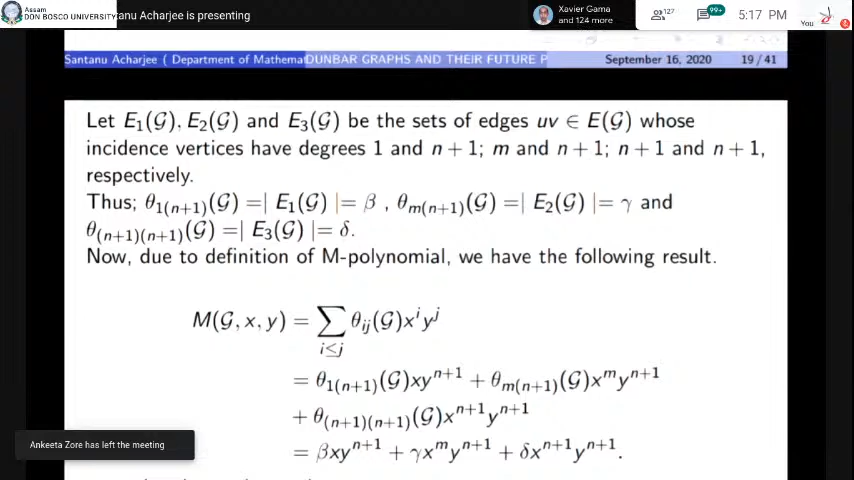 Assam
DON BOSCO UNIVERSITY
tanu Acharjee is presenting
Xavier Gama
and 124 more
127
99+
5:17 PM
You
Santanu Acharjee ( Department of Mathemat
DUNBAR GRAPHS AND THEIR FUTURE P
September 16, 2020
19 / 41
Let E₁(𝒢), E₂(𝒢) and E₃(𝒢) be the sets of edges uv ∈ E(𝒢) whose
incidence vertices have degrees 1 and n + 1; m and n + 1; n + 1 and n + 1,
respectively.
Thus; θ₁₍ₙ₊₁₎(𝒢) =| E₁(𝒢) |= β , θₘ₍ₙ₊₁₎(𝒢) =| E₂(𝒢) |= γ and
θ₍ₙ₊₁₎₍ₙ₊₁₎(𝒢) =| E₃(𝒢) |= δ.
Now, due to definition of M-polynomial, we have the following result.
M(𝒢, x, y) = ∑ θᵢⱼ(𝒢)xⁱyʲ
i≤j
= θ₁₍ₙ₊₁₎(𝒢)xyⁿ⁺¹ + θₘ₍ₙ₊₁₎(𝒢)xᵐyⁿ⁺¹
+ θ₍ₙ₊₁₎₍ₙ₊₁₎(𝒢)xⁿ⁺¹yⁿ⁺¹
= βxyⁿ⁺¹ + γxᵐyⁿ⁺¹ + δxⁿ⁺¹yⁿ⁺¹.
Ankeeta Zore has left the meeting